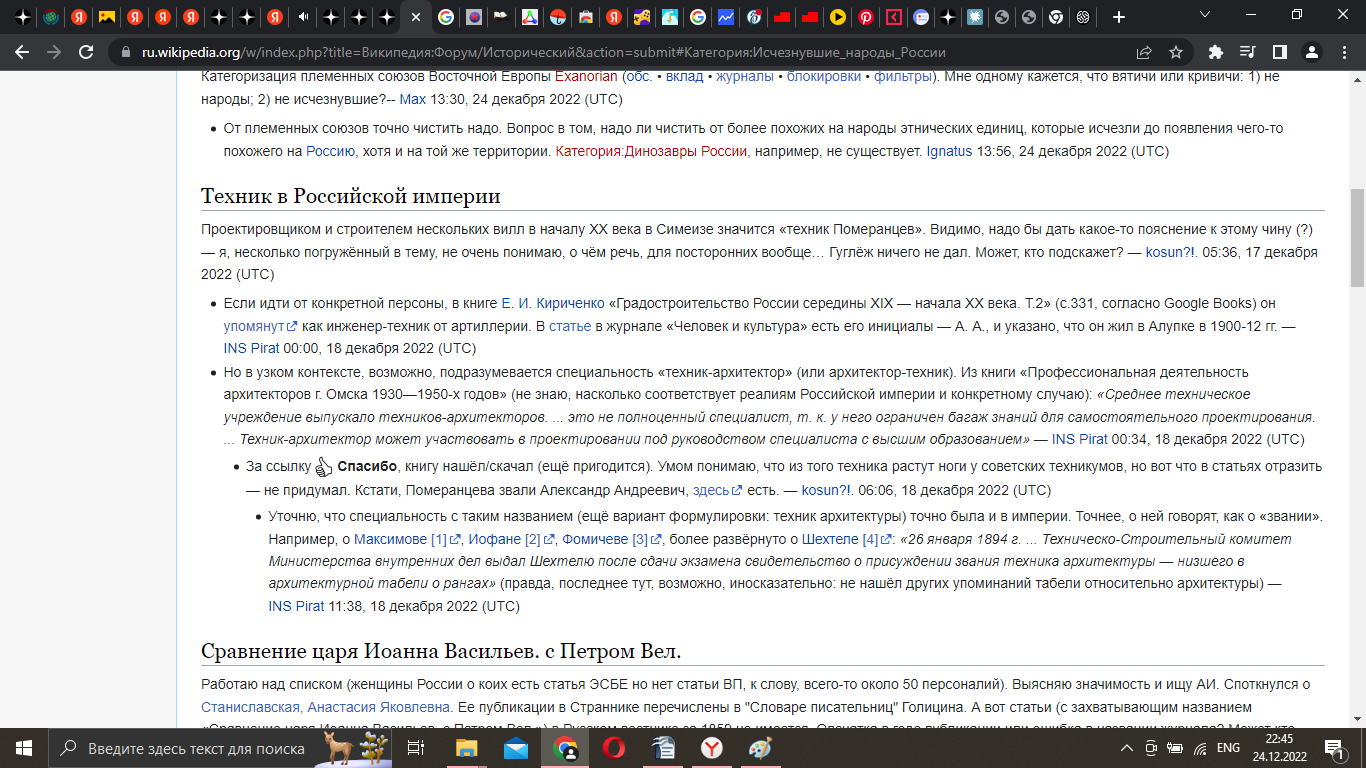 ru.wikipedia.org/w/index.php?title=Википедия:Форум/Исторический&action=submit#Категория:Исчезнувшие_народы_России
Категоризация племенных союзов Восточной Европы Exanorian (обс. • вклад • журналы • блокировки • фильтры). Мне одному кажется, что вятичи или кривичи: 1) не
народы; 2) не исчезнувшие?-- Max 13:30, 24 декабря 2022 (UTC)
• От племенных союзов точно чистить надо. Вопрос в том, надо ли чистить от более похожих на народы этнических единиц, которые исчезли до появления чего-то
похожего на Россию, хотя и на той же территории. Категория:Динозавры России, например, не существует. Ignatus 13:56, 24 декабря 2022 (UTC)
Техник в Российской империи
Проектировщиком и строителем нескольких вилл в началу XX века в Симеизе значится «техник Померанцев». Видимо, надо бы дать какое-то пояснение к этому чину (?)
— я, несколько погружённый в тему, не очень понимаю, о чём речь, для посторонних вообще… Гуглёж ничего не дал. Может, кто подскажет? — kosun?!. 05:36, 17 декабря
2022 (UTC)
• Если идти от конкретной персоны, в книге Е. И. Кириченко «Градостроительство России середины XIX — начала XX века. Т.2» (с.331, согласно Google Books) он
упомянут как инженер-техник от артиллерии. В статье в журнале «Человек и культура» есть его инициалы — А. А., и указано, что он жил в Алупке в 1900-12 гг. —
INS Pirat 00:00, 18 декабря 2022 (UTC)
• Но в узком контексте, возможно, подразумевается специальность «техник-архитектор» (или архитектор-техник). Из книги «Профессиональная деятельность
архитекторов г. Омска 1930—1950-х годов» (не знаю, насколько соответствует реалиям Российской империи и конкретному случаю): «Среднее техническое
учреждение выпускало техников-архитекторов. ... это не полноценный специалист, т. к. у него ограничен багаж знаний для самостоятельного проектирования.
... Техник-архитектор может участвовать в проектировании под руководством специалиста с высшим образованием» — INS Pirat 00:34, 18 декабря 2022 (UTC)
• За ссылку Спасибо, книгу нашёл/скачал (ещё пригодится). Умом понимаю, что из того техника растут ноги у советских техникумов, но вот что в статьях отразить
— не придумал. Кстати, Померанцева звали Александр Андреевич, здесь есть. — kosun?!. 06:06, 18 декабря 2022 (UTC)
• Уточню, что специальность с таким названием (ещё вариант формулировки: техник архитектуры) точно была и в империи. Точнее, о ней говорят, как о «звании».
Например, о Максимове [1], Иофане [2], Фомичеве [3], более развёрнуто о Шехтеле [4]: «26 января 1894 г. ... Техническо-Строительный комитет
Министерства внутренних дел выдал Шехтелю после сдачи экзамена свидетельство о присуждении звания техника архитектуры — низшего в
архитектурной табели о рангах» (правда, последнее тут, возможно, иносказательно: не нашёл других упоминаний табели относительно архитектуры) —
INS Pirat 11:38, 18 декабря 2022 (UTC)
Сравнение царя Иоанна Васильев. с Петром Вел.
Работаю над списком (женщины России о коих есть статья ЭСБЕ но нет статьи ВП, к слову, всего-то около 50 персоналий). Выясняю значимость и ищу АИ. Споткнулся о
Станиславская, Анастасия Яковлевна. Ее публикации в Страннике перечислены в "Словаре писательниц" Голицина. А вот статьи (с захватывающим названием
Введите здесь текст для поиска
ENG
22:45
24.12.2022
1